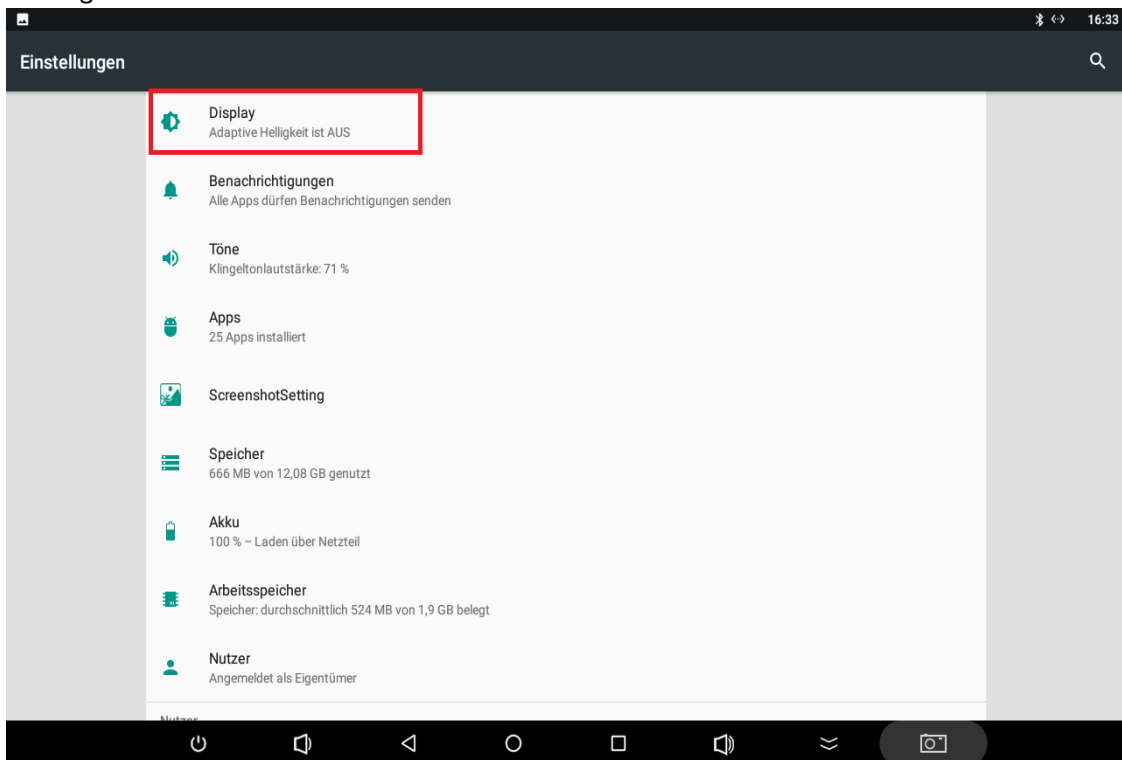 16:33
Einstellungen
Display
Adaptive Helligkeit ist AUS
Benachrichtigungen
Alle Apps dürfen Benachrichtigungen senden
Töne
Klingeltonlautstärke: 71 %
Apps
25 Apps installiert
ScreenshotSetting
Speicher
666 MB von 12,08 GB genutzt
Akku
100 % – Laden über Netzteil
Arbeitsspeicher
Speicher: durchschnittlich 524 MB von 1,9 GB belegt
Nutzer
Angemeldet als Eigentümer
Nutzer